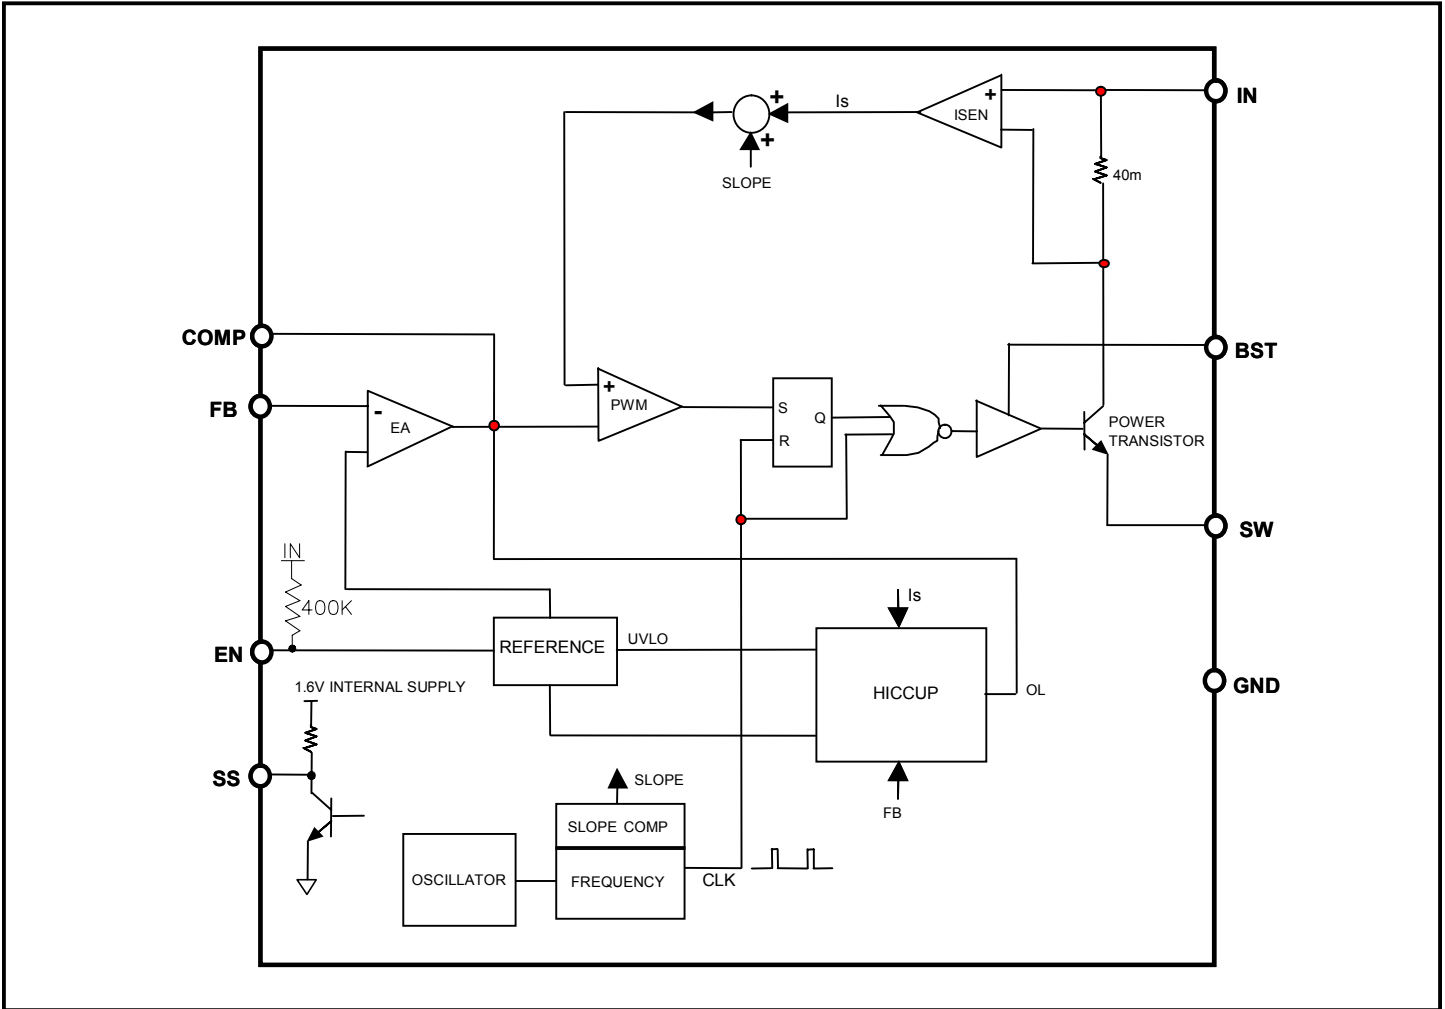 IN
+
ISEN
Is
+
+
SLOPE
40m
COMP
BST
FB
-
EA
+
PWM
S
R
Q
POWER
TRANSISTOR
SW
IN
400K
Is
EN
REFERENCE
UVLO
HICCUP
OL
GND
1.6V INTERNAL SUPPLY
SS
SLOPE
FB
SLOPE COMP
OSCILLATOR
FREQUENCY
CLK